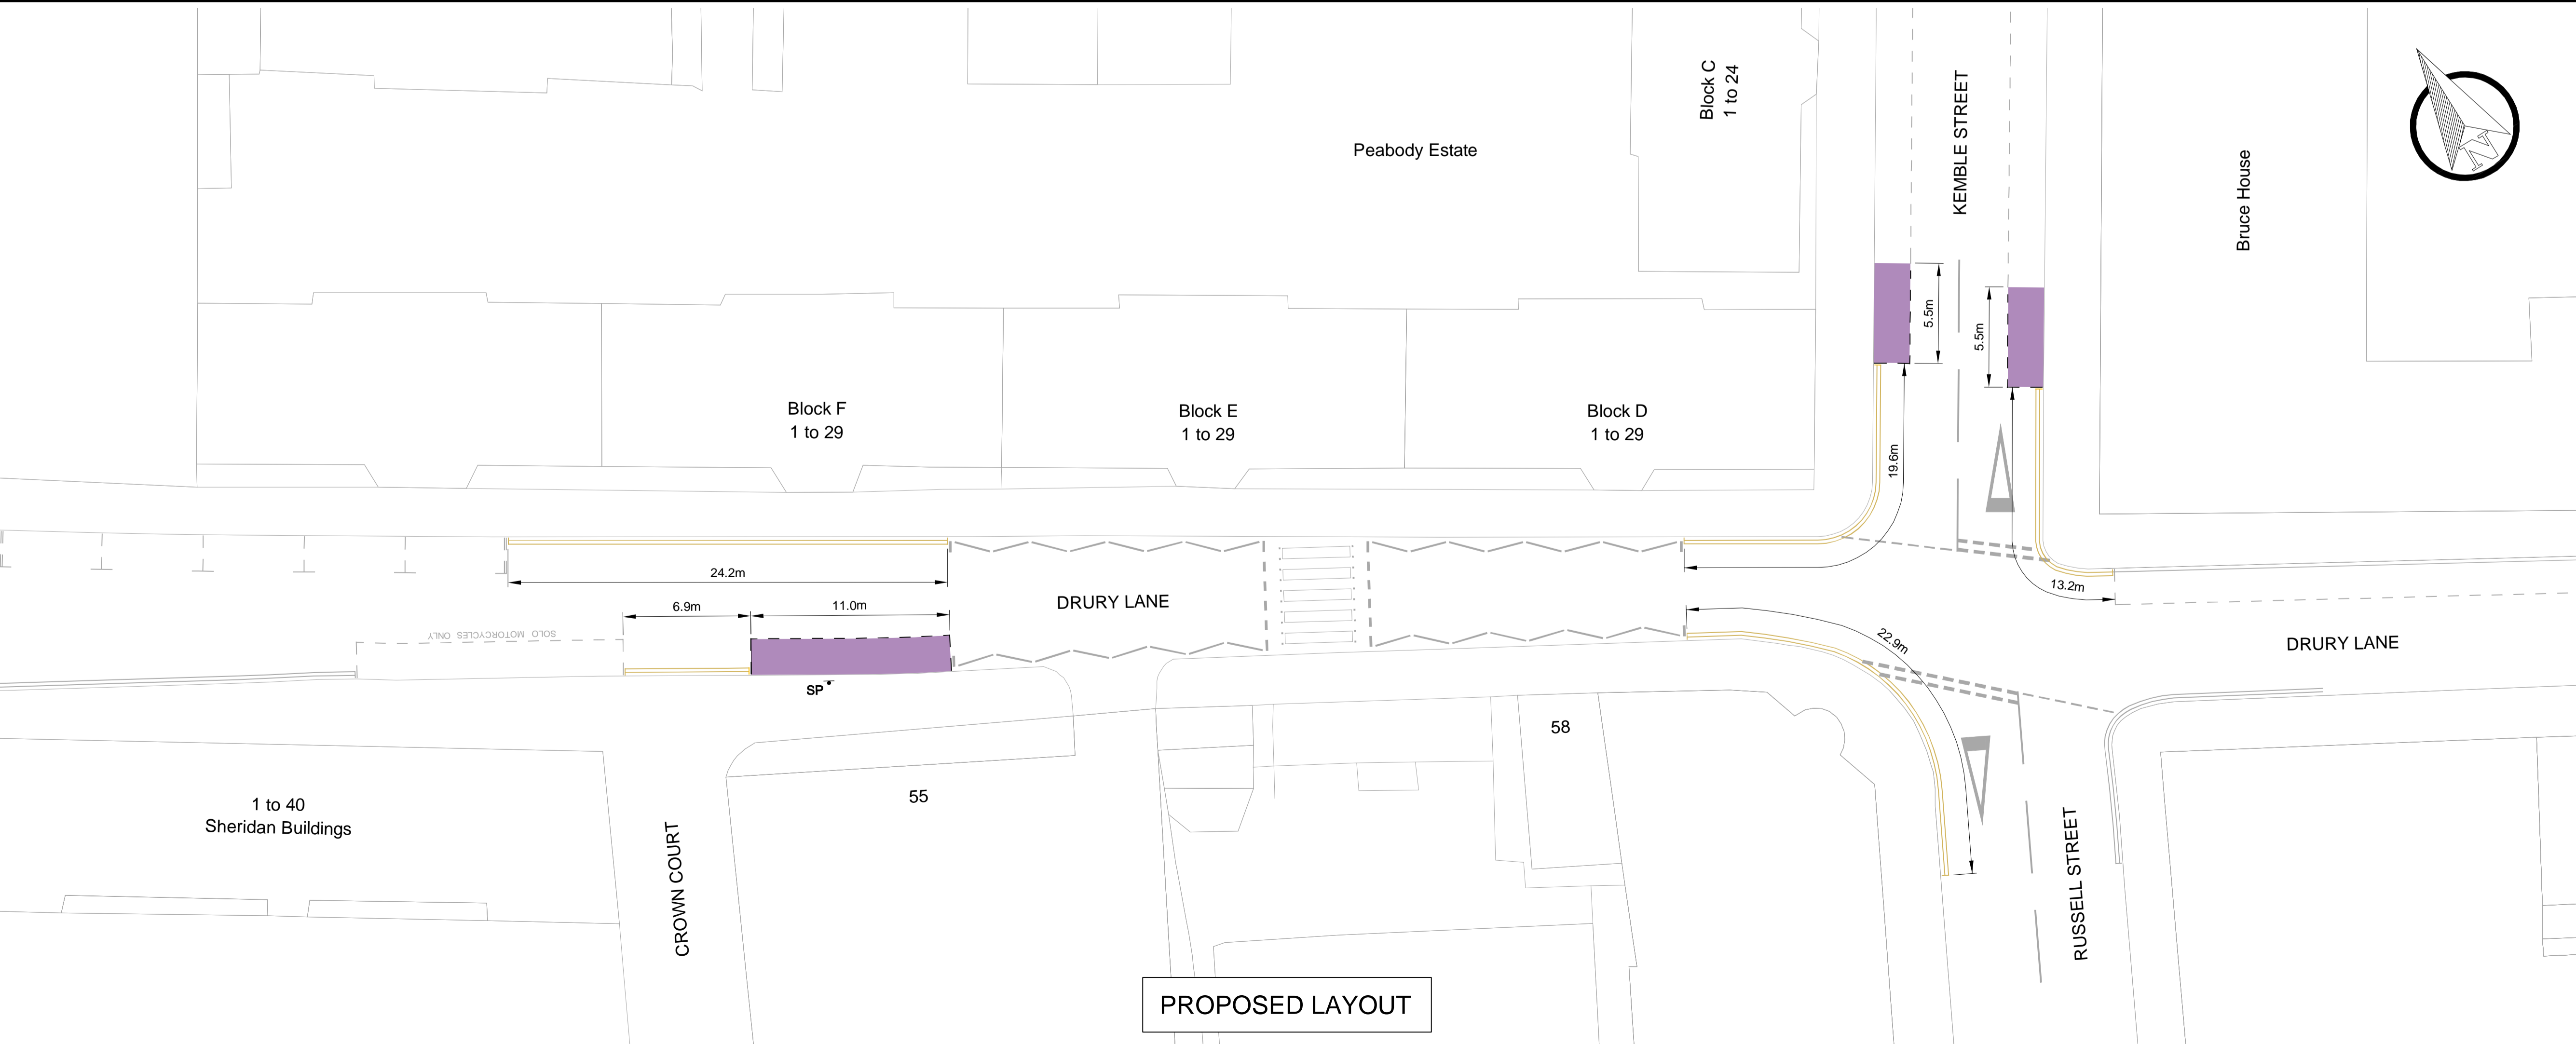 Block C
1 to 24
KEMBLE STREET
Peabody Estate
Bruce House
N
5.5m
5.5m
Block F
1 to 29
Block E
1 to 29
Block D
1 to 29
19.6m
24.2m
13.2m
6.9m
11.0m
DRURY LANE
SOLO MOTORCYCLES ONLY
22.9m
DRURY LANE
SP
58
55
1 to 40
Sheridan Buildings
CROWN COURT
RUSSELL STREET
PROPOSED LAYOUT